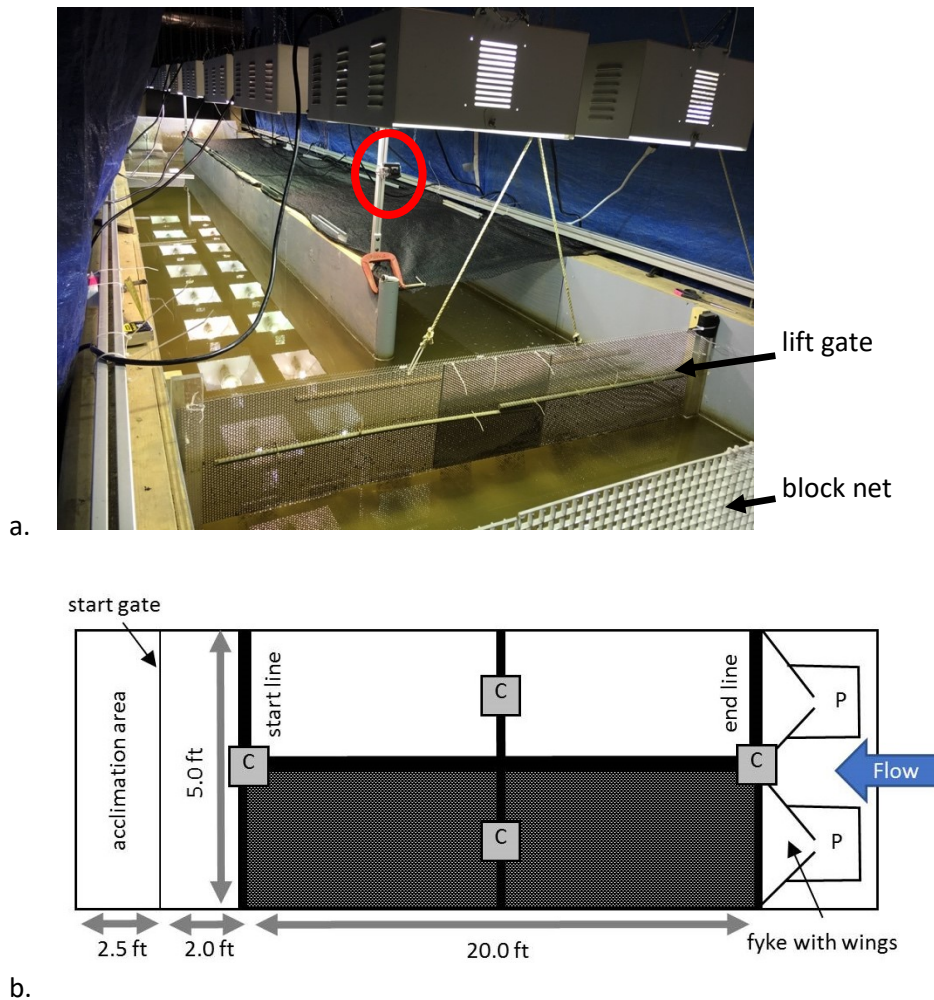 lift gate
block net
a.
start gate
acclimation area
5.0 ft
start line
end line
C
C
C
C
P
P
Flow
2.5 ft
2.0 ft
20.0 ft
fyke with wings
b.